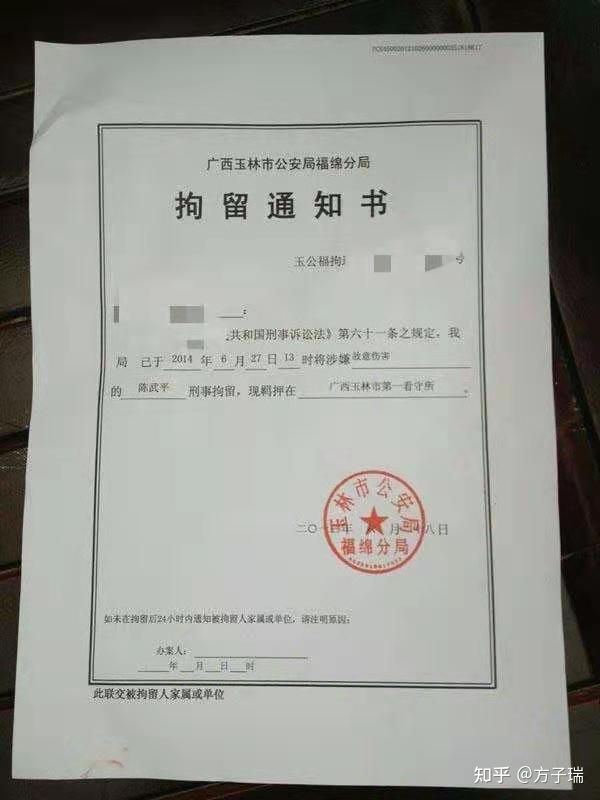 广西玉林市公安局福绵分局
拘留通知书
玉公福拘 号
:
共和国刑事诉讼法》第六十一条之规定,我
局 已于 2014 年 6 月 27 日 13 时将涉嫌 故意伤害
的 陈武平 刑事拘留,现羁押在 广西玉林市第一看守所 。
玉林市公安局
福绵分局
二〇一 年 月 八日
如未在拘留后24小时内通知被拘留人家属或单位,请注明原因:
办案人:
年 月 日 时
此联交被拘留人家属或单位
知乎 @方子瑞